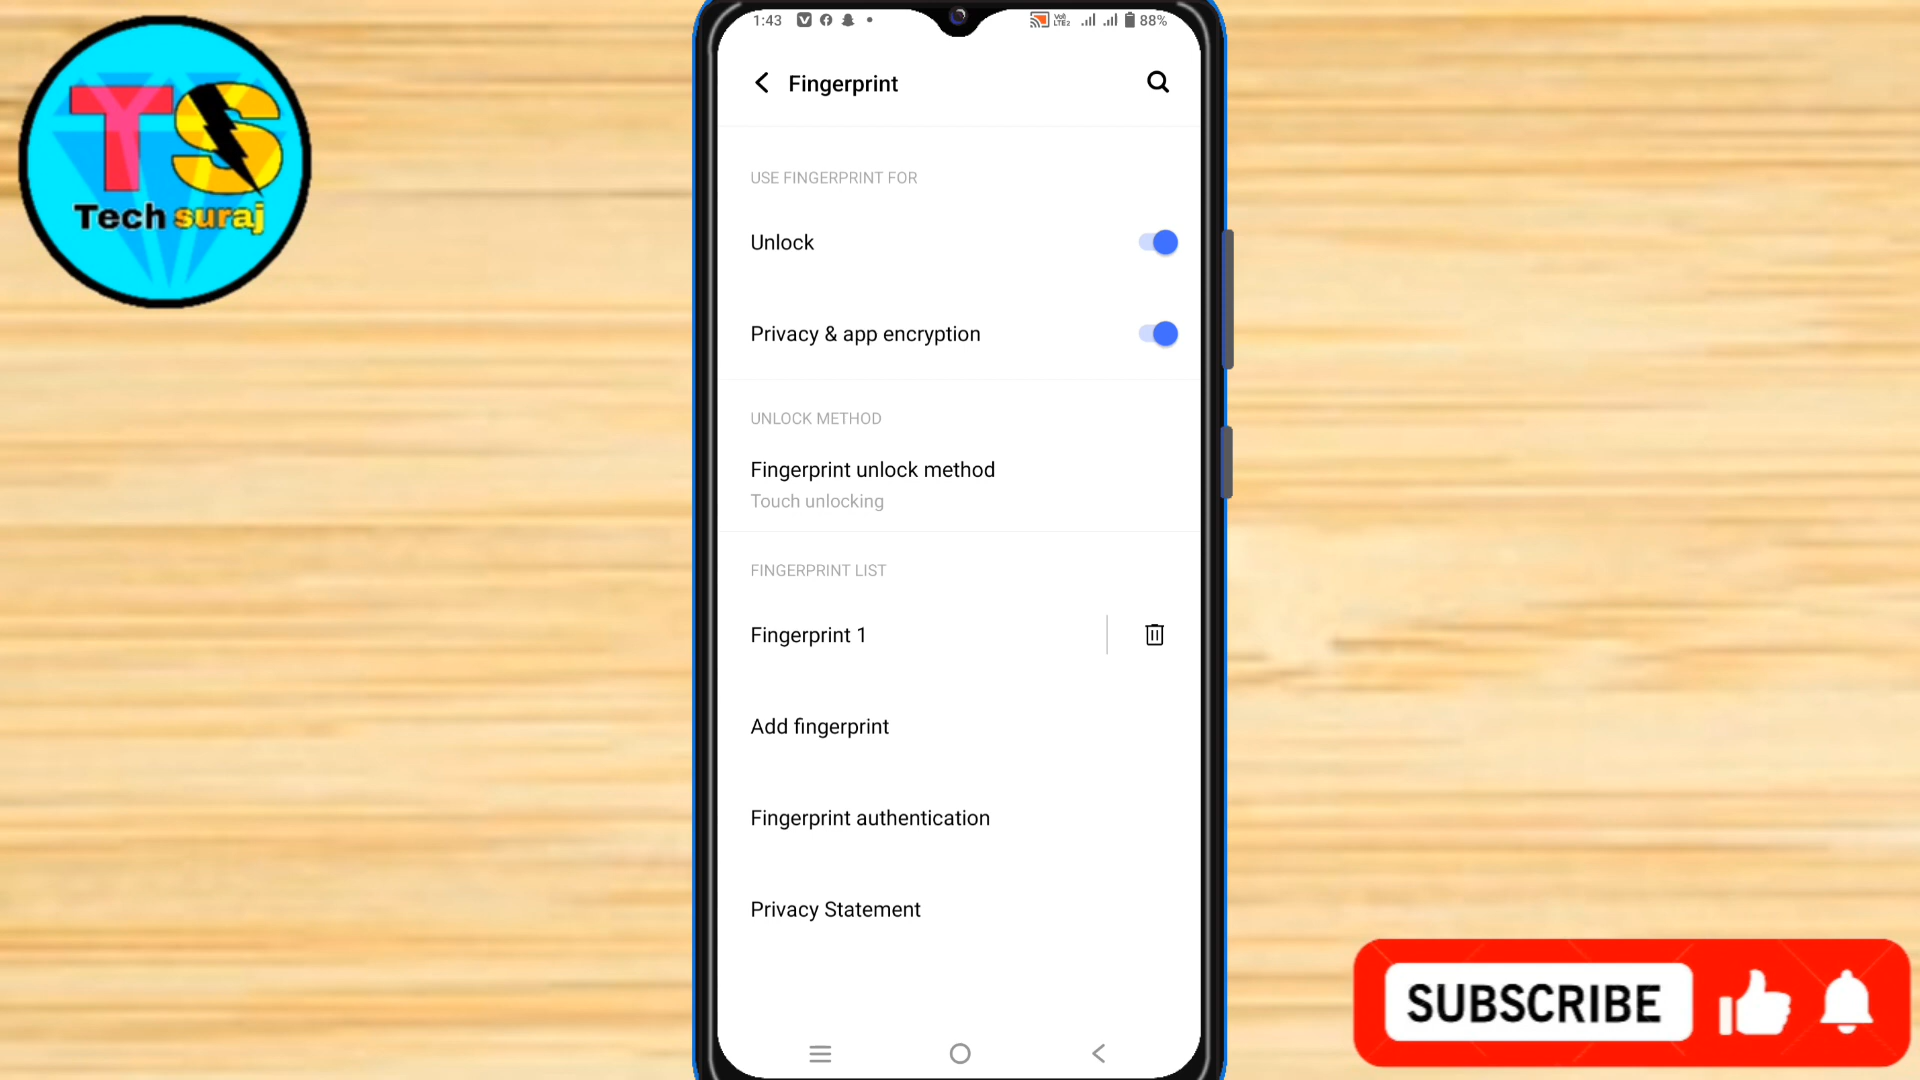 1:43
88%
Fingerprint
USE FINGERPRINT FOR
Unlock
Privacy & app encryption
UNLOCK METHOD
Fingerprint unlock method
Touch unlocking
FINGERPRINT LIST
Fingerprint 1
Add fingerprint
Fingerprint authentication
Privacy Statement
TS
Tech suraj
SUBSCRIBE